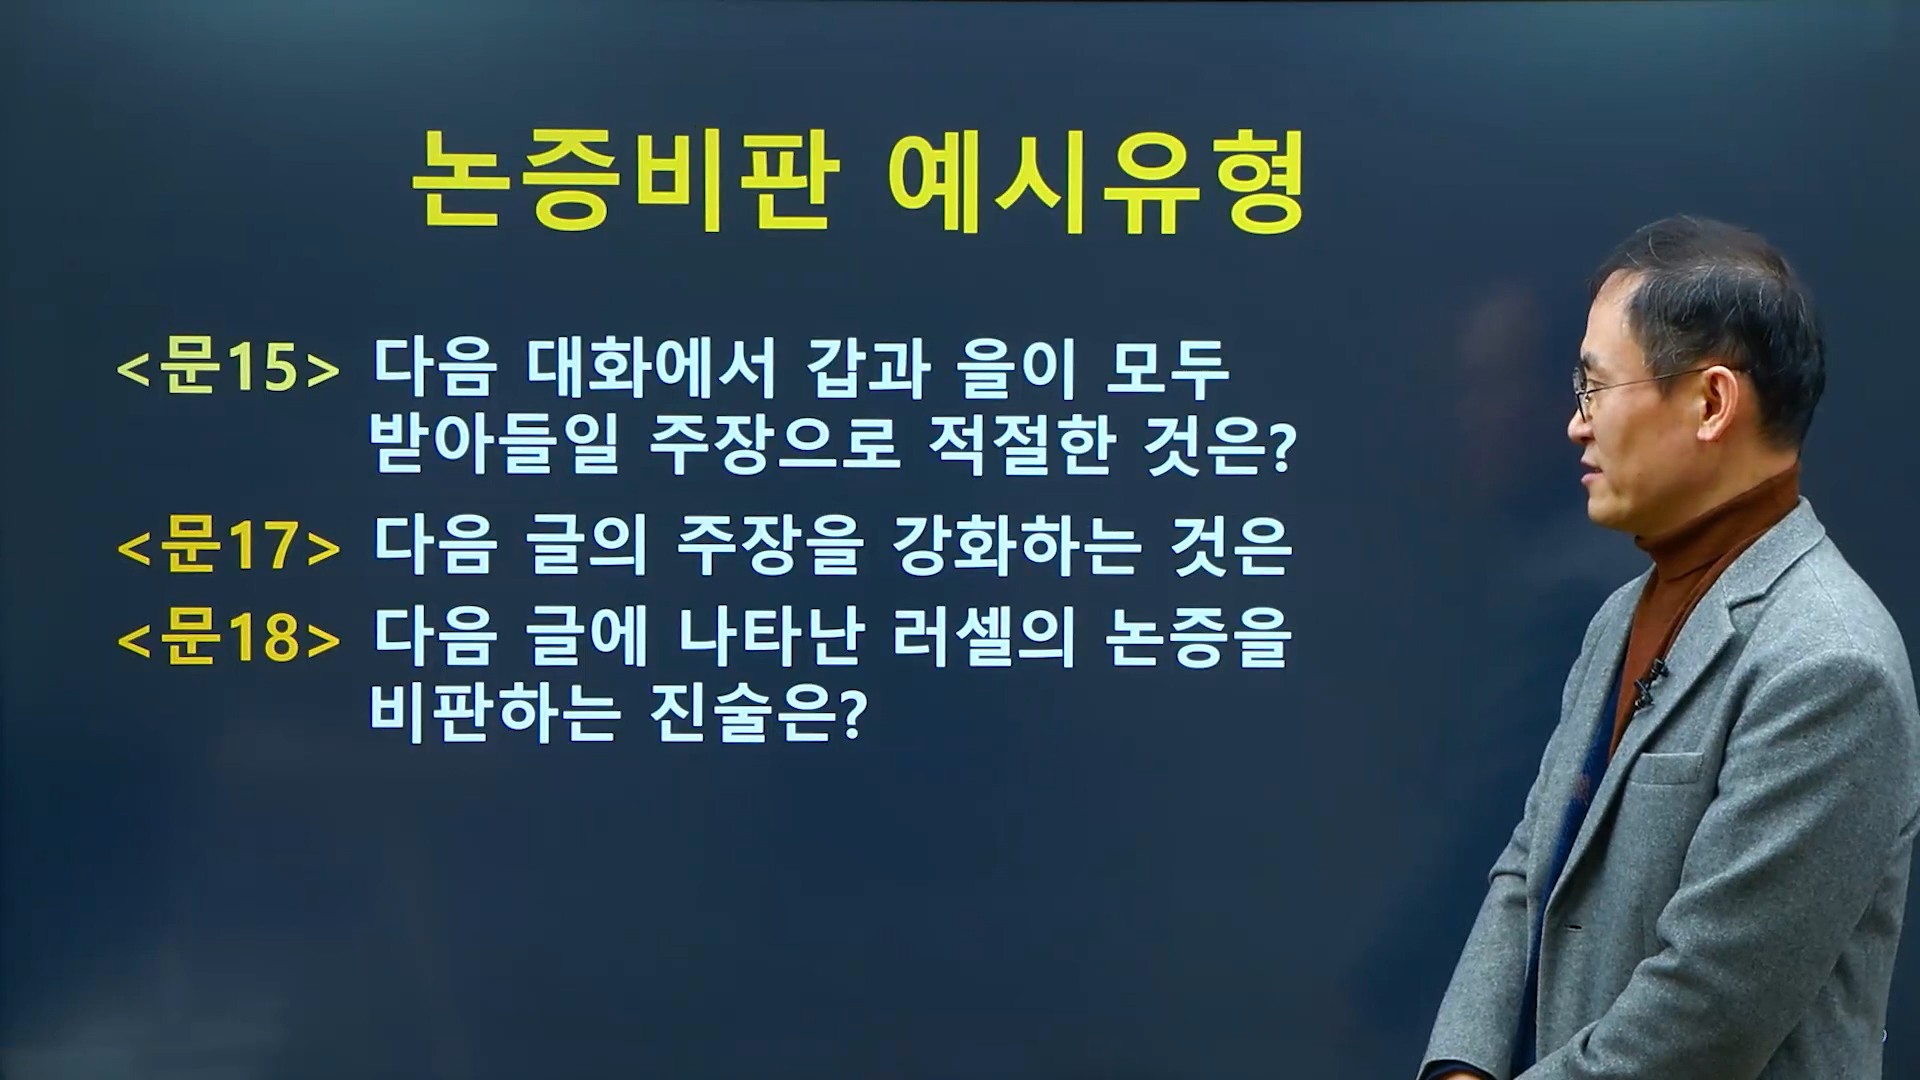 논증비판 예시유형
<문15> 다음 대화에서 갑과 을이 모두
받아들일 주장으로 적절한 것은?
<문17> 다음 글의 주장을 강화하는 것은
<문18> 다음 글에 나타난 러셀의 논증을
비판하는 진술은?